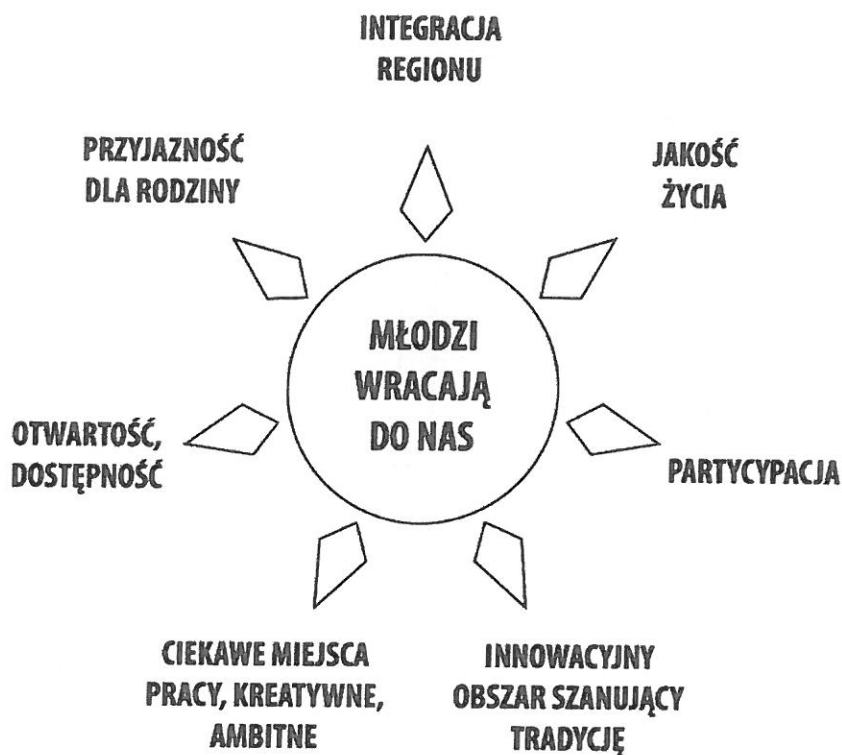 INTEGRACJA
REGIONU
PRZYJAZNOŚĆ
DLA RODZINY
JAKOŚĆ
ŻYCIA
MŁODZI
WRACAJĄ
DO NAS
OTWARTOŚĆ,
DOSTĘPNOŚĆ
PARTYCYPACJA
CIEKAWE MIEJSCA
PRACY, KREATYWNE,
AMBITNE
INNOWACYJNY
OBSZAR SZANUJĄCY
TRADYCJĘ